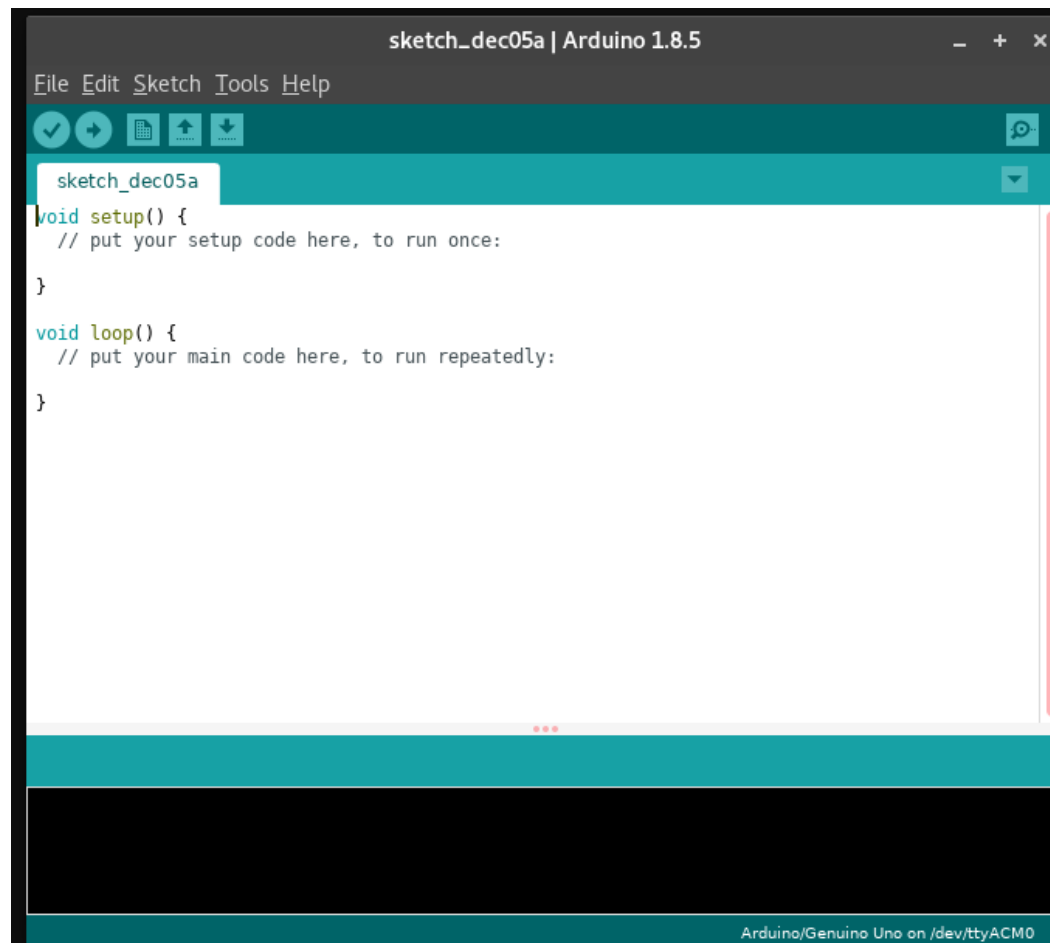 sketch_dec05a | Arduino 1.8.5
File Edit Sketch Tools Help
sketch_dec05a
void setup() {
  // put your setup code here, to run once:
}
void loop() {
  // put your main code here, to run repeatedly:
}
Arduino/Genuino Uno on /dev/ttyACM0